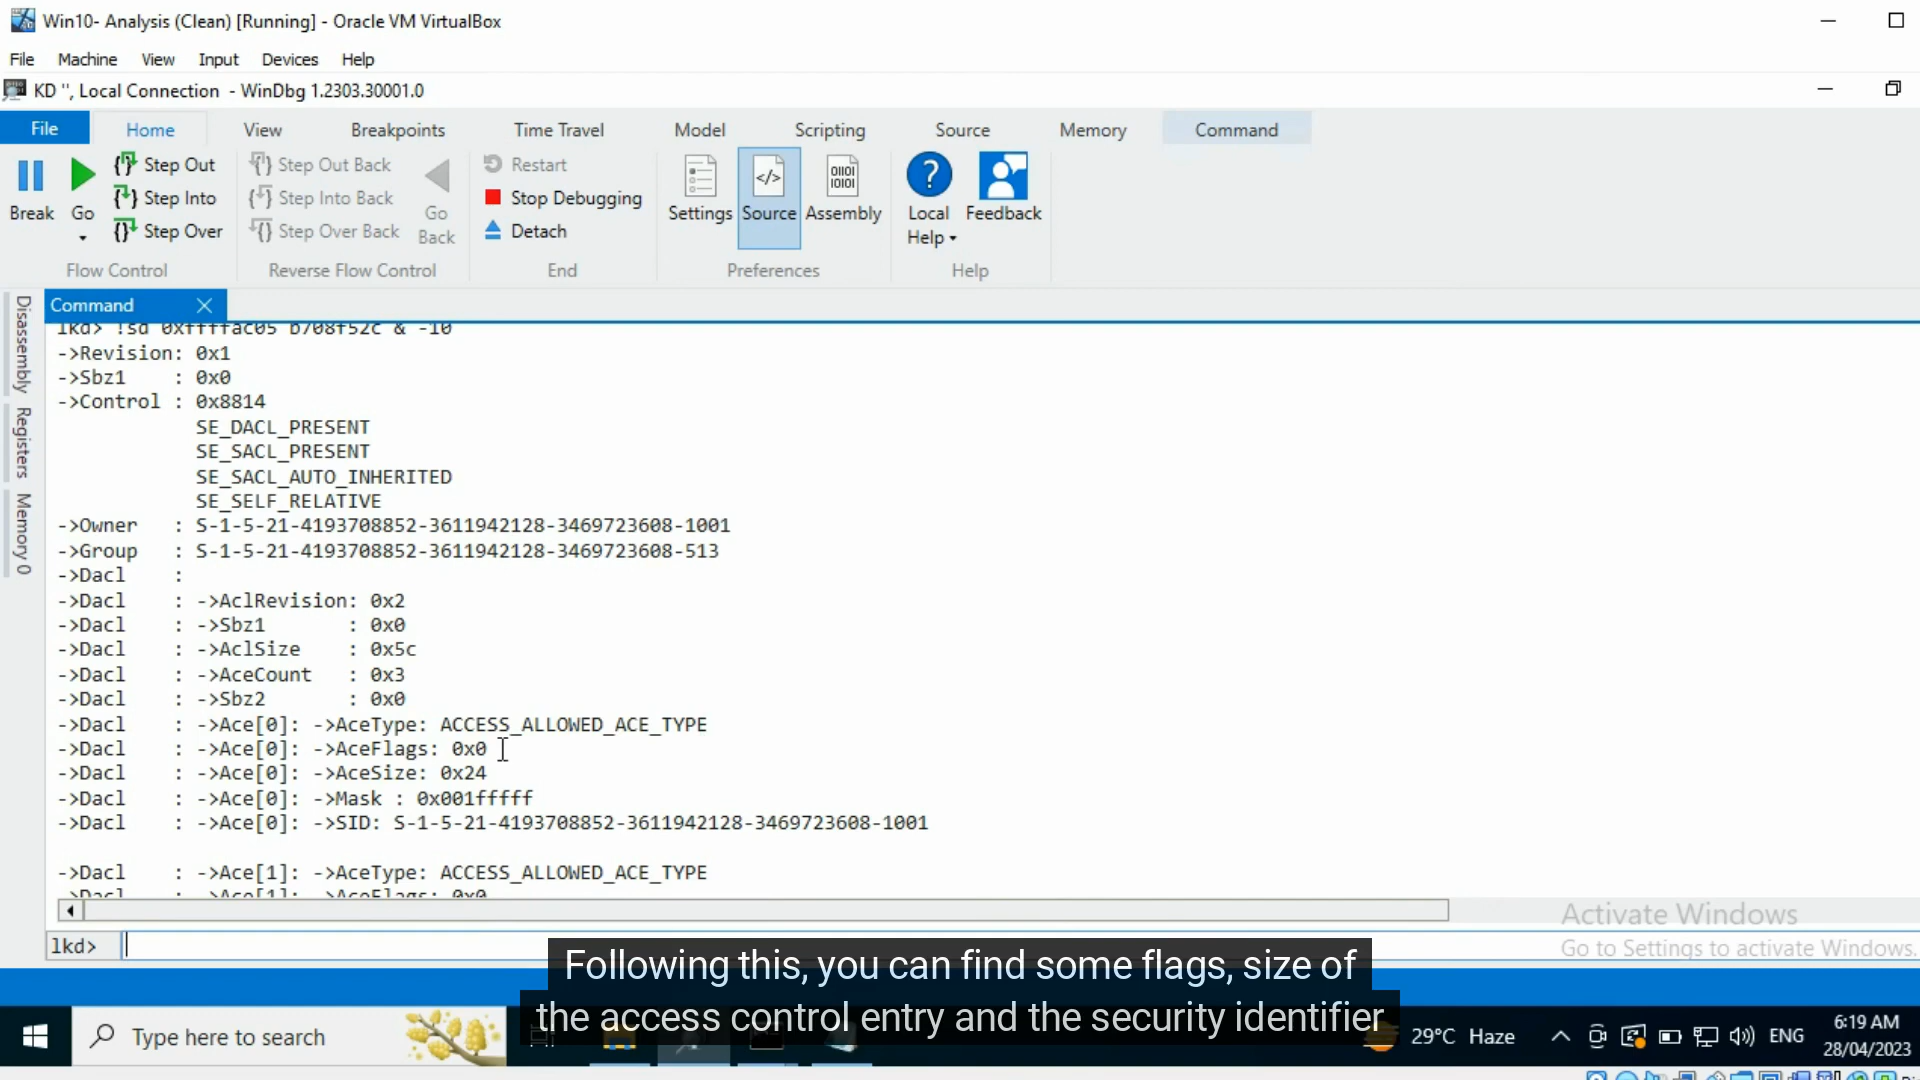 Win10- Analysis (Clean) [Running] - Oracle VM VirtualBox
File Machine View Input Devices Help
KD '', Local Connection - WinDbg 1.2303.30001.0
File Home View Breakpoints Time Travel Model Scripting Source Memory Command
Step Out Step Out Back Restart
Step Into Step Into Back Stop Debugging
Break Go Step Over Step Over Back Go Back Detach Settings Source Assembly Local Help Feedback
Flow Control Reverse Flow Control End Preferences Help
Disassembly
Registers
Memory 0
Command
lkd> !sd 0xffffac05`b708f52c & -10
->Revision: 0x1
->Sbz1 : 0x0
->Control : 0x8814
SE_DACL_PRESENT
SE_SACL_PRESENT
SE_SACL_AUTO_INHERITED
SE_SELF_RELATIVE
->Owner : S-1-5-21-4193708852-3611942128-3469723608-1001
->Group : S-1-5-21-4193708852-3611942128-3469723608-513
->Dacl :
->Dacl : ->AclRevision: 0x2
->Dacl : ->Sbz1 : 0x0
->Dacl : ->AclSize : 0x5c
->Dacl : ->AceCount : 0x3
->Dacl : ->Sbz2 : 0x0
->Dacl : ->Ace[0]: ->AceType: ACCESS_ALLOWED_ACE_TYPE
->Dacl : ->Ace[0]: ->AceFlags: 0x0
->Dacl : ->Ace[0]: ->AceSize: 0x24
->Dacl : ->Ace[0]: ->Mask : 0x001fffff
->Dacl : ->Ace[0]: ->SID: S-1-5-21-4193708852-3611942128-3469723608-1001
->Dacl : ->Ace[1]: ->AceType: ACCESS_ALLOWED_ACE_TYPE
->Dacl : ->Ace[1]: ->AceFlags: 0x0
Activate Windows
Go to Settings to activate Windows.
lkd>
Following this, you can find some flags, size of
the access control entry and the security identifier
Type here to search
29°C Haze
ENG
6:19 AM
28/04/2023